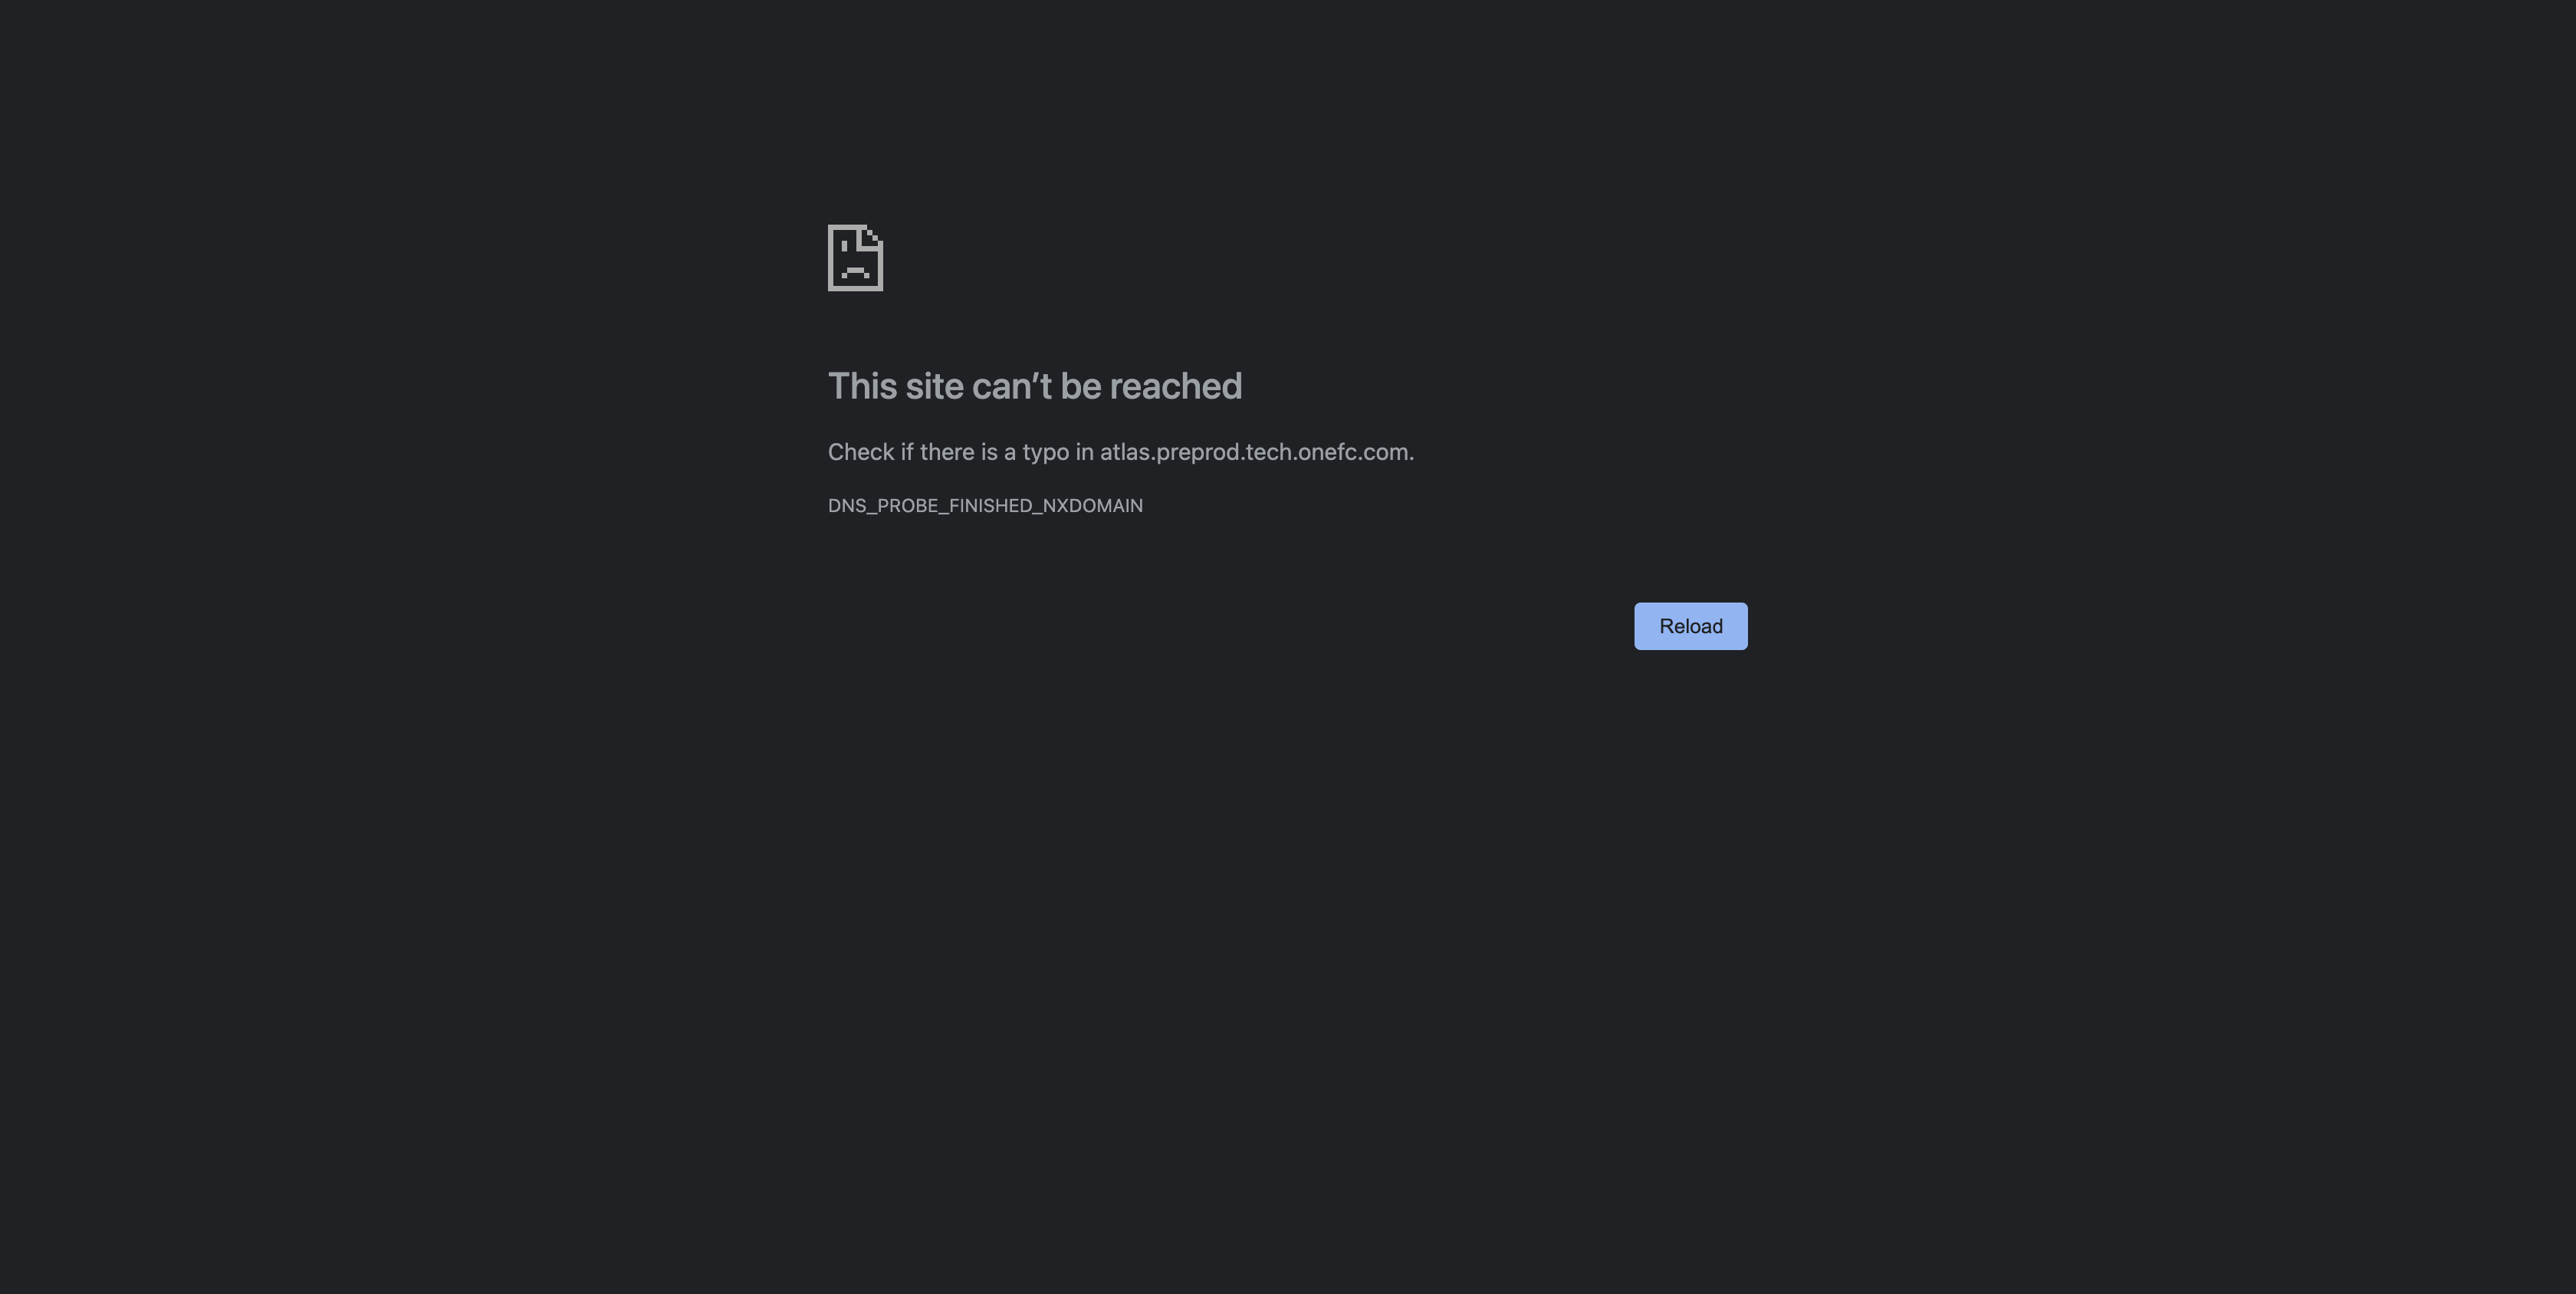 This site can’t be reached
Check if there is a typo in atlas.preprod.tech.onefc.com.
DNS_PROBE_FINISHED_NXDOMAIN
Reload